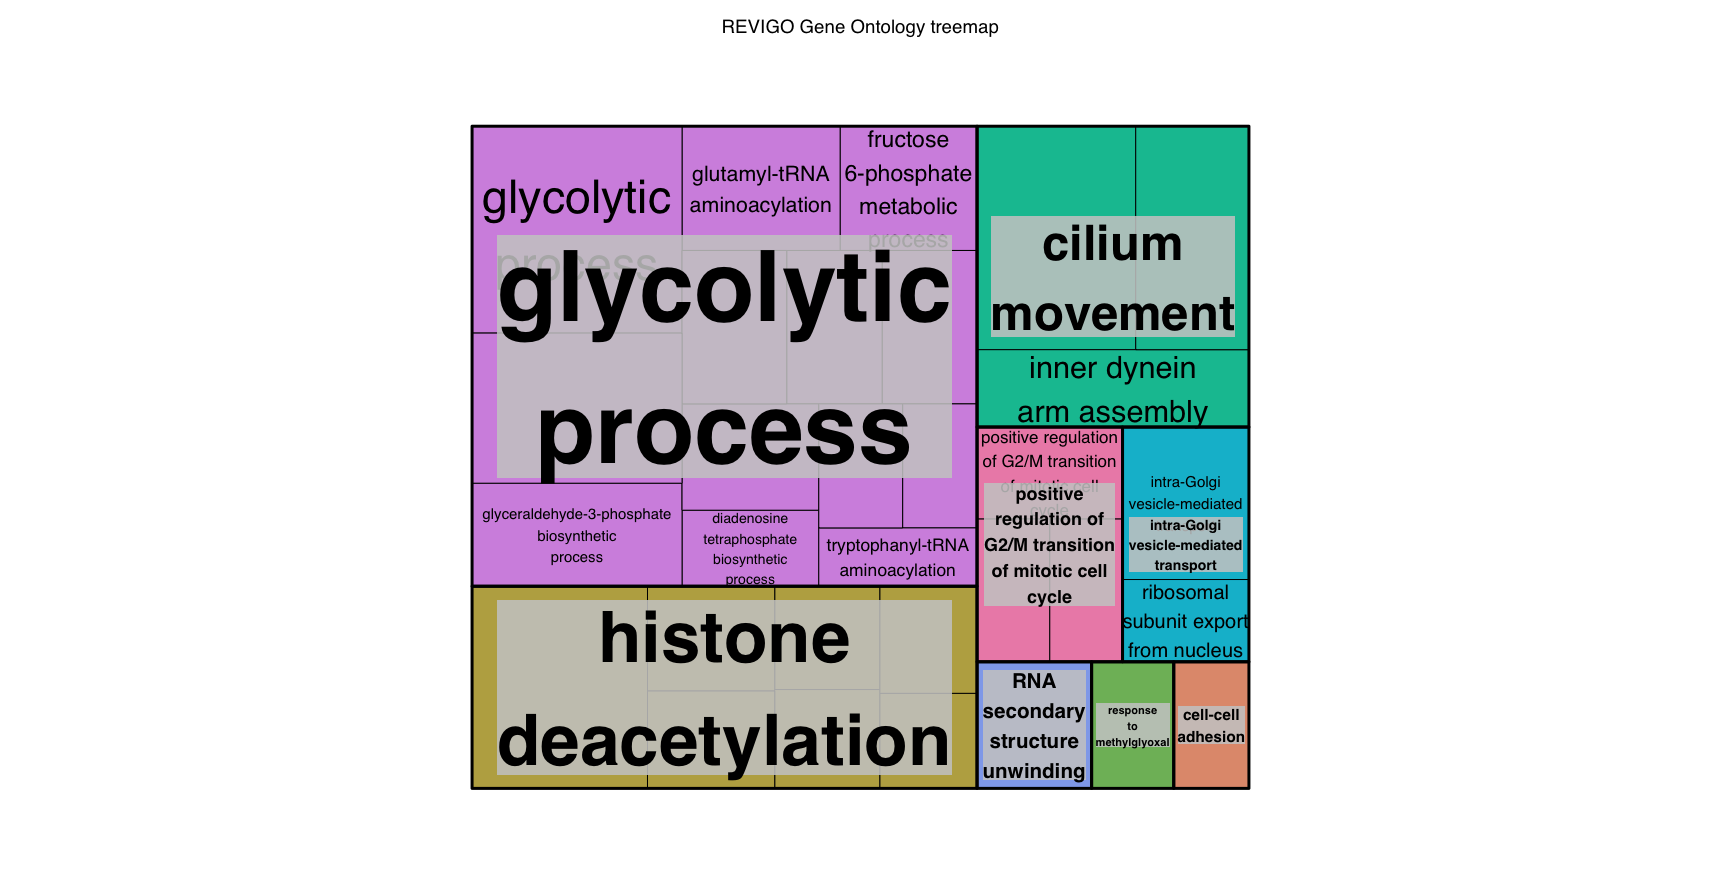 REVIGO Gene Ontology treemap
glycolytic
process
glutamyl-tRNA
aminoacylation
fructose
6-phosphate
metabolic
process
glycolytic
process
glyceraldehyde-3-phosphate
biosynthetic
process
diadenosine
tetraphosphate
biosynthetic
process
tryptophanyl-tRNA
aminoacylation
histone
deacetylation
cilium
movement
inner dynein
arm assembly
positive regulation
of G2/M transition
of mitotic cell
cycle
positive
regulation of
G2/M transition
of mitotic cell
cycle
intra-Golgi
vesicle-mediated
intra-Golgi
vesicle-mediated
transport
ribosomal
subunit export
from nucleus
RNA
secondary
structure
unwinding
response
to
methylglyoxal
cell-cell
adhesion